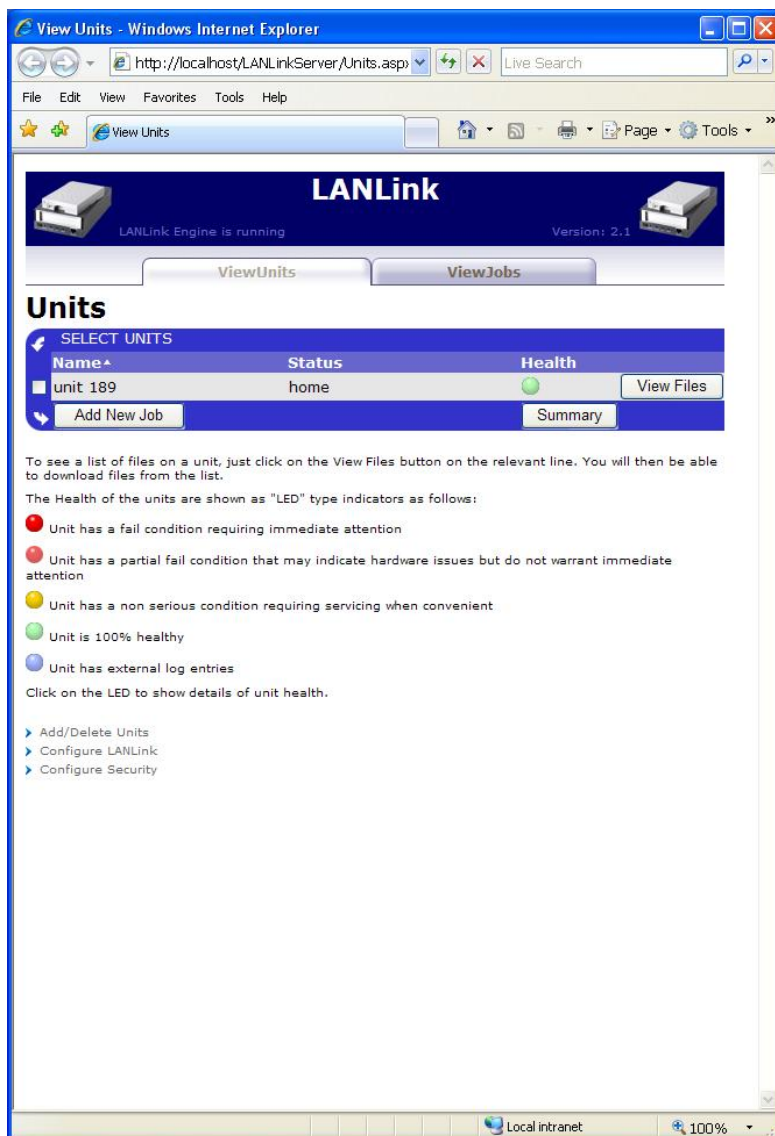 View Units - Windows Internet Explorer
http://localhost/LANLinkServer/Units.asp
Live Search
File Edit View Favorites Tools Help
View Units
Page Tools »
LANLink
LANLink Engine is running
Version: 2.1
ViewUnits ViewJobs
Units
SELECT UNITS
Name Status Health
unit 189 home View Files
Add New Job Summary
To see a list of files on a unit, just click on the View Files button on the relevant line. You will then be able
to download files from the list.
The Health of the units are shown as "LED" type indicators as follows:
Unit has a fail condition requiring immediate attention
Unit has a partial fail condition that may indicate hardware issues but do not warrant immediate
attention
Unit has a non serious condition requiring servicing when convenient
Unit is 100% healthy
Unit has external log entries
Click on the LED to show details of unit health.
Add/Delete Units
Configure LANLink
Configure Security
Local intranet 100%